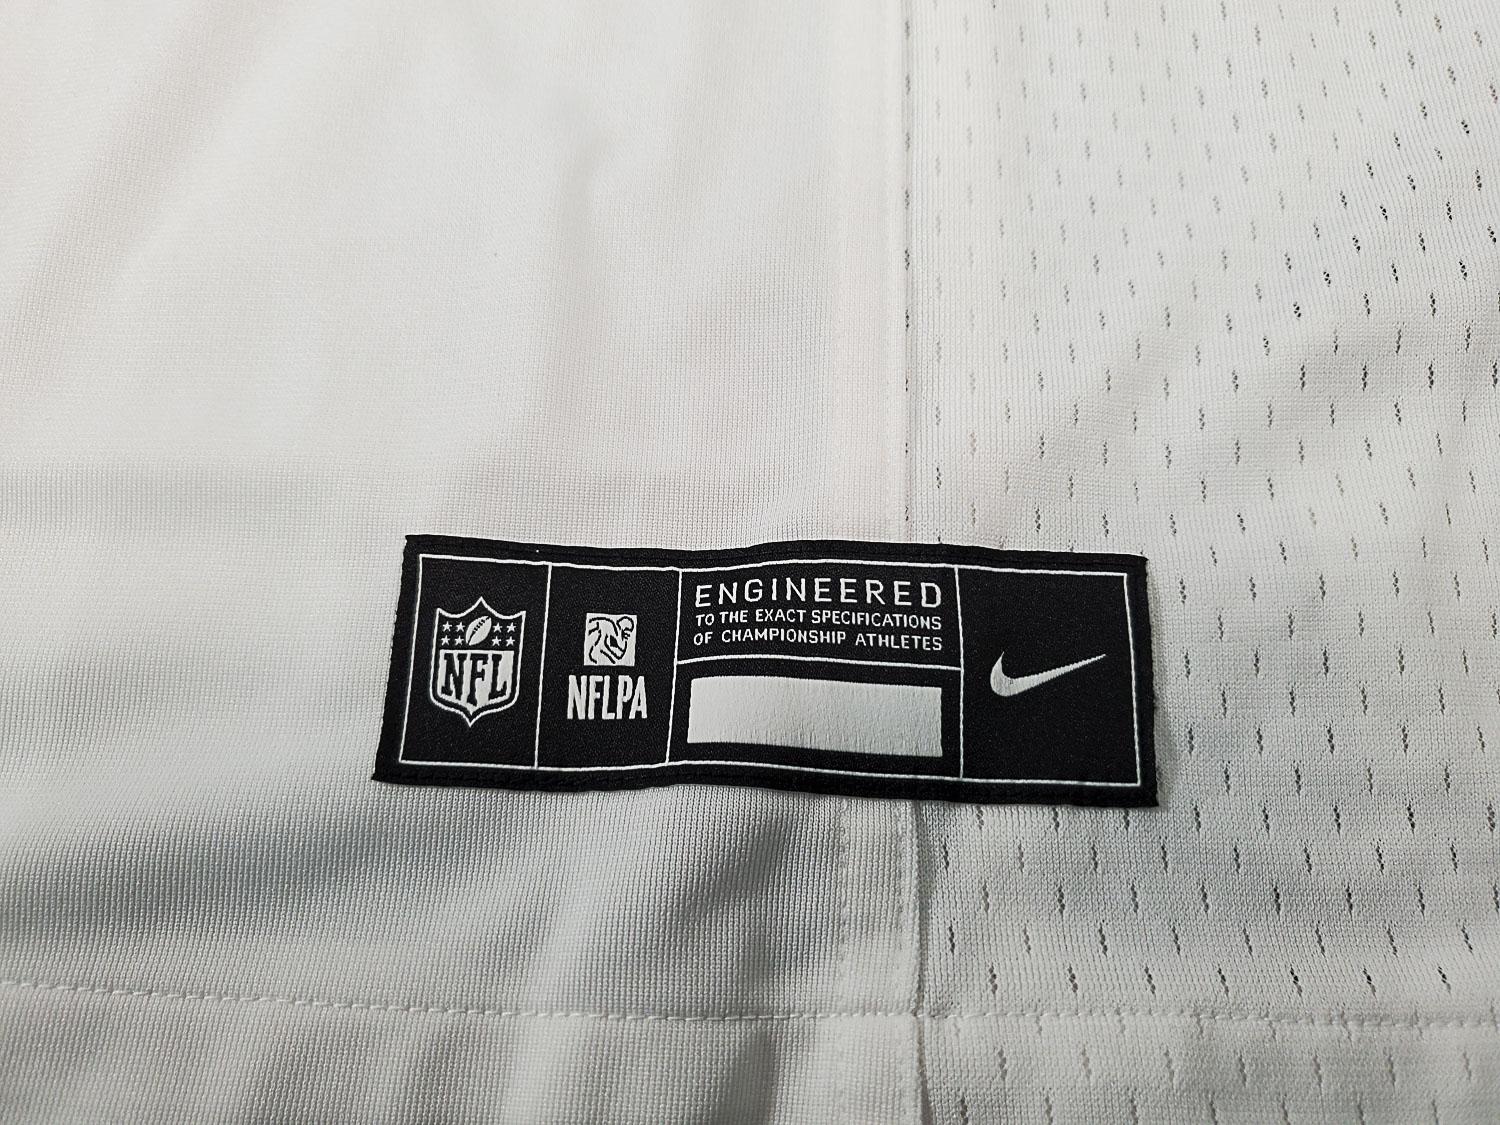 NFL
NFLPA
ENGINEERED
TO THE EXACT SPECIFICATIONS
OF CHAMPIONSHIP ATHLETES